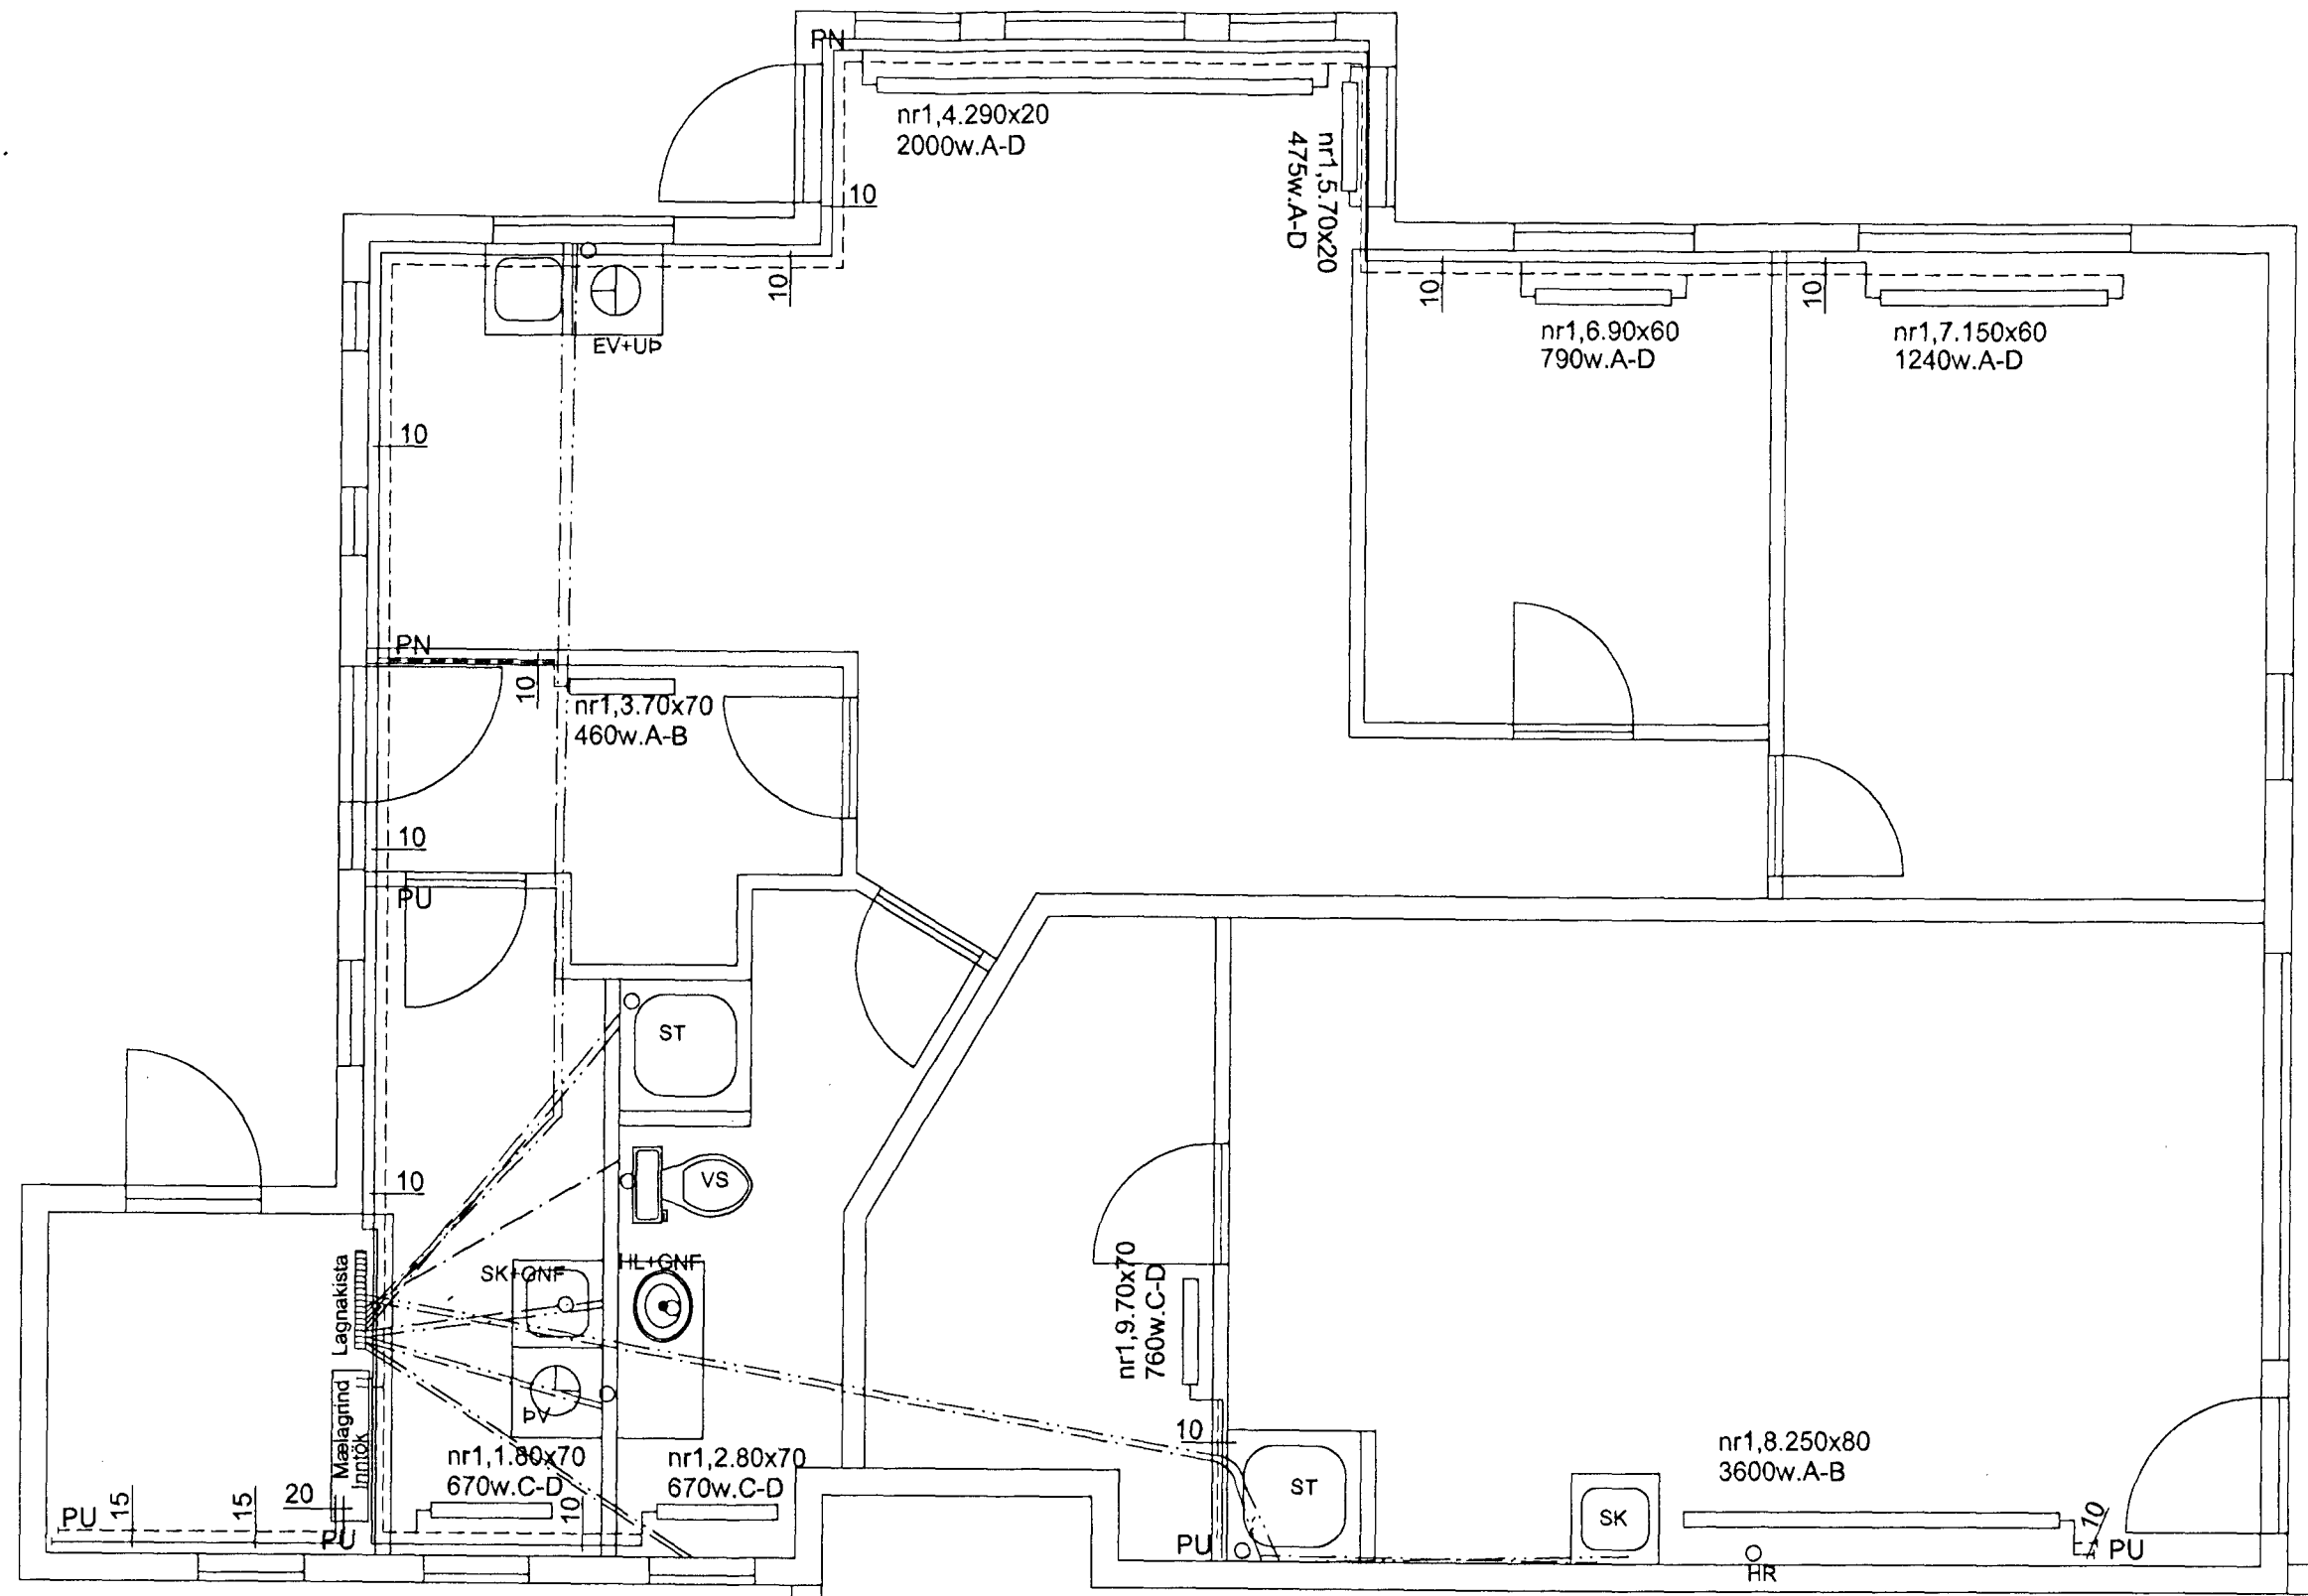 PN
nr1,4.290x20
2000w.A-D
nr1,5.70x20
475w.A-D
10
10
10
10
nr1,6.90x60
790w.A-D
nr1,7.150x60
1240w.A-D
EV+UÞ
10
PN
10
nr1,3.70x70
460w.A-B
10
PU
ST
VS
10
Lagnakista
SK+GNF
HL+GNF
ÞV
Mælagrind
Inntök
nr1,1.80x70
670w.C-D
nr1,2.80x70
670w.C-D
10
20
15
15
PU
PU
nr1,9.70x70
760w.C-D
10
PU
ST
SK
nr1,8.250x80
3600w.A-B
HR
10
PU